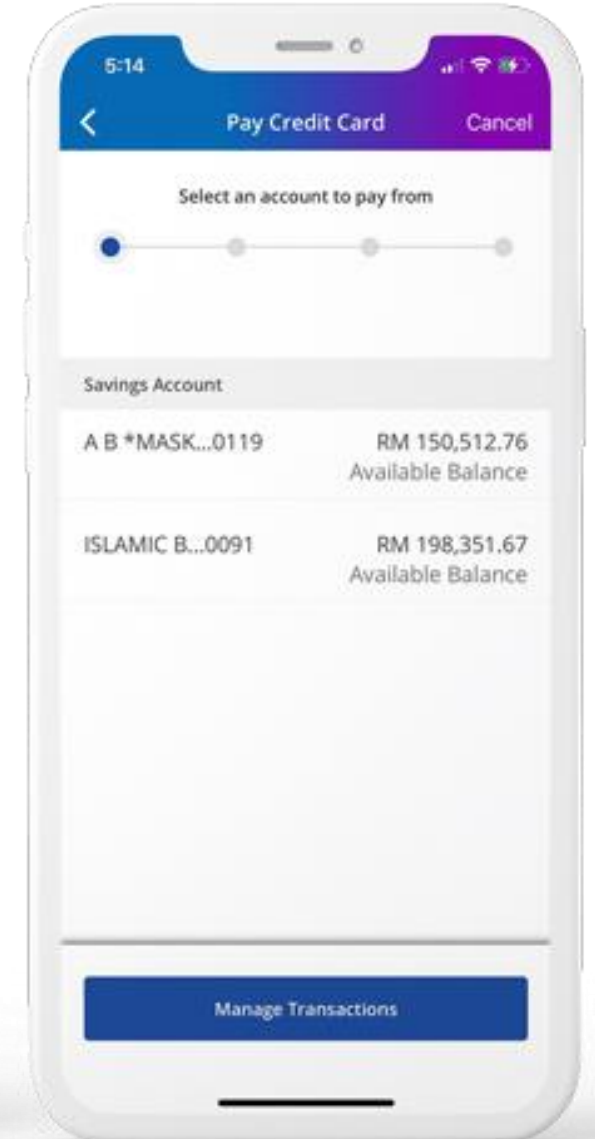 5:14
Pay Credit Card Cancel
Select an account to pay from
Savings Account
A B *MASK...0119 RM 150,512.76
Available Balance
ISLAMIC B...0091 RM 198,351.67
Available Balance
Manage Transactions